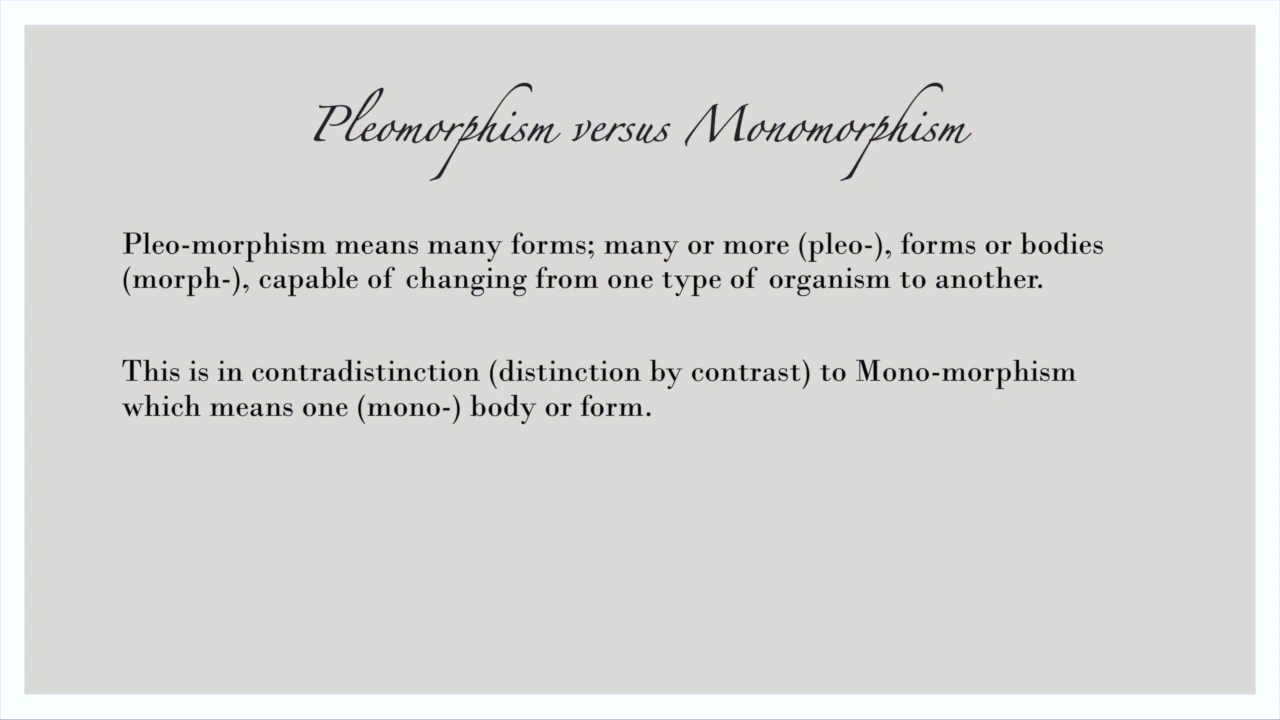 Pleomorphism versus Monomorphism
Pleo-morphism means many forms; many or more (pleo-), forms or bodies
(morph-), capable of changing from one type of organism to another.
This is in contradistinction (distinction by contrast) to Mono-morphism
which means one (mono-) body or form.